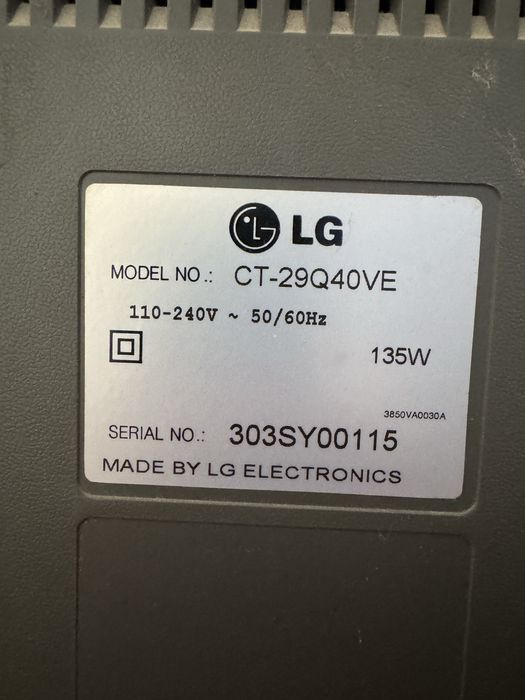 LG
MODEL NO.: CT-29Q40VE
110-240V ~ 50/60Hz
135W
3850VA0030A
SERIAL NO.: 303SY00115
MADE BY LG ELECTRONICS